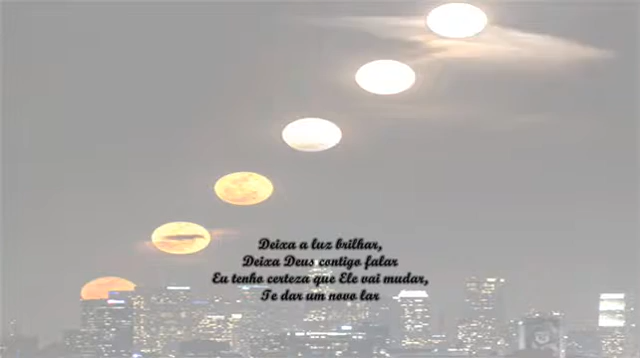 Deixa a luz brilhar,
Deixa Deus contigo falar
Eu tenho certeza que Ele vai mudar,
Te dar um novo lar